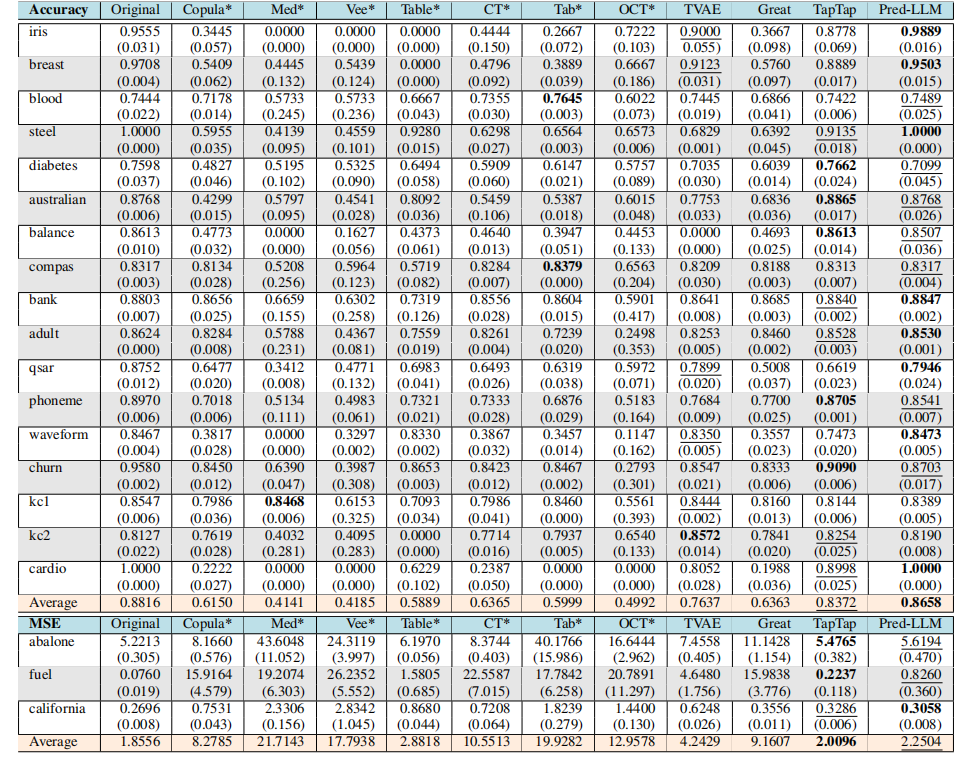 Accuracy Original Copula* Med* Vee* Table* CT* Tab* OCT* TVAE Great TapTap Pred-LLM
iris 0.9555 0.3445 0.0000 0.0000 0.0000 0.4444 0.2667 0.7222 0.9000 0.3667 0.8778 0.9889
(0.031) (0.057) (0.000) (0.000) (0.000) (0.150) (0.072) (0.103) 0.055) (0.098) (0.069) (0.016)
breast 0.9708 0.5409 0.4445 0.5439 0.0000 0.4796 0.3889 0.6667 0.9123 0.5760 0.8889 0.9503
(0.004) (0.062) (0.132) (0.124) (0.000) (0.092) (0.039) (0.186) (0.031) (0.097) (0.017) (0.015)
blood 0.7444 0.7178 0.5733 0.5733 0.6667 0.7355 0.7645 0.6022 0.7445 0.6866 0.7422 0.7489
(0.022) (0.014) (0.245) (0.236) (0.043) (0.030) (0.003) (0.073) (0.019) (0.041) (0.006) (0.025)
steel 1.0000 0.5955 0.4139 0.4559 0.9280 0.6298 0.6564 0.6573 0.6829 0.6392 0.9135 1.0000
(0.000) (0.035) (0.095) (0.101) (0.015) (0.027) (0.003) (0.006) (0.001) (0.045) (0.018) (0.000)
diabetes 0.7598 0.4827 0.5195 0.5325 0.6494 0.5909 0.6147 0.5757 0.7035 0.6039 0.7662 0.7099
(0.037) (0.046) (0.102) (0.090) (0.058) (0.060) (0.021) (0.089) (0.030) (0.014) (0.024) (0.045)
australian 0.8768 0.4299 0.5797 0.4541 0.8092 0.5459 0.5387 0.6015 0.7753 0.6836 0.8865 0.8768
(0.006) (0.015) (0.095) (0.028) (0.036) (0.106) (0.018) (0.048) (0.033) (0.036) (0.017) (0.026)
balance 0.8613 0.4773 0.0000 0.1627 0.4373 0.4640 0.3947 0.4453 0.0000 0.4693 0.8613 0.8507
(0.010) (0.032) (0.000) (0.056) (0.061) (0.013) (0.051) (0.133) (0.000) (0.025) (0.014) (0.036)
compas 0.8317 0.8134 0.5208 0.5964 0.5719 0.8284 0.8379 0.6563 0.8209 0.8188 0.8313 0.8317
(0.003) (0.028) (0.256) (0.123) (0.082) (0.007) (0.000) (0.204) (0.030) (0.003) (0.007) (0.004)
bank 0.8803 0.8656 0.6659 0.6302 0.7319 0.8556 0.8604 0.5901 0.8641 0.8685 0.8840 0.8847
(0.007) (0.025) (0.155) (0.258) (0.126) (0.028) (0.015) (0.417) (0.008) (0.003) (0.002) (0.002)
adult 0.8624 0.8284 0.5788 0.4367 0.7559 0.8261 0.7239 0.2498 0.8253 0.8460 0.8528 0.8530
(0.000) (0.008) (0.231) (0.081) (0.019) (0.004) (0.020) (0.353) (0.005) (0.002) (0.003) (0.001)
qsar 0.8752 0.6477 0.3412 0.4771 0.6983 0.6493 0.6319 0.5972 0.7899 0.5008 0.6619 0.7946
(0.012) (0.020) (0.008) (0.132) (0.041) (0.026) (0.038) (0.071) (0.020) (0.037) (0.023) (0.024)
phoneme 0.8970 0.7018 0.5134 0.4983 0.7321 0.7333 0.6876 0.5183 0.7684 0.7700 0.8705 0.8541
(0.006) (0.006) (0.111) (0.061) (0.021) (0.028) (0.029) (0.164) (0.009) (0.025) (0.001) (0.007)
waveform 0.8467 0.3817 0.0000 0.3297 0.8330 0.3867 0.3457 0.1147 0.8350 0.3557 0.7473 0.8473
(0.004) (0.028) (0.000) (0.002) (0.002) (0.032) (0.014) (0.162) (0.005) (0.023) (0.020) (0.005)
churn 0.9580 0.8450 0.6390 0.3987 0.8653 0.8423 0.8467 0.2793 0.8547 0.8333 0.9090 0.8703
(0.002) (0.012) (0.047) (0.308) (0.003) (0.012) (0.002) (0.301) (0.021) (0.006) (0.006) (0.017)
kc1 0.8547 0.7986 0.8468 0.6153 0.7093 0.7986 0.8460 0.5561 0.8444 0.8160 0.8144 0.8389
(0.006) (0.036) (0.006) (0.325) (0.034) (0.041) (0.000) (0.393) (0.002) (0.013) (0.006) (0.005)
kc2 0.8127 0.7619 0.4032 0.4095 0.0000 0.7714 0.7937 0.6540 0.8572 0.7841 0.8254 0.8190
(0.022) (0.028) (0.281) (0.283) (0.000) (0.016) (0.005) (0.133) (0.014) (0.020) (0.025) (0.008)
cardio 1.0000 0.2222 0.0000 0.0000 0.6229 0.2387 0.0000 0.0000 0.8052 0.1988 0.8998 1.0000
(0.000) (0.027) (0.000) (0.000) (0.102) (0.050) (0.000) (0.000) (0.028) (0.036) (0.025) (0.000)
Average 0.8816 0.6150 0.4141 0.4185 0.5889 0.6365 0.5999 0.4992 0.7637 0.6363 0.8372 0.8658
MSE Original Copula* Med* Vee* Table* CT* Tab* OCT* TVAE Great TapTap Pred-LLM
abalone 5.2213 8.1660 43.6048 24.3119 6.1970 8.3744 40.1766 16.6444 7.4558 11.1428 5.4765 5.6194
(0.305) (0.576) (11.052) (3.997) (0.056) (0.403) (15.986) (2.962) (0.405) (1.154) (0.382) (0.470)
fuel 0.0760 15.9164 19.2074 26.2352 1.5805 22.5587 17.7842 20.7891 4.6480 15.9838 0.2237 0.8260
(0.019) (4.579) (6.303) (5.552) (0.685) (7.015) (6.258) (11.297) (1.756) (3.776) (0.118) (0.360)
california 0.2696 0.7531 2.3306 2.8342 0.8680 0.7208 1.8239 1.4400 0.6248 0.3556 0.3286 0.3058
(0.008) (0.043) (0.156) (1.045) (0.044) (0.064) (0.279) (0.130) (0.026) (0.011) (0.006) (0.008)
Average 1.8556 8.2785 21.7143 17.7938 2.8818 10.5513 19.9282 12.9578 4.2429 9.1607 2.0096 2.2504